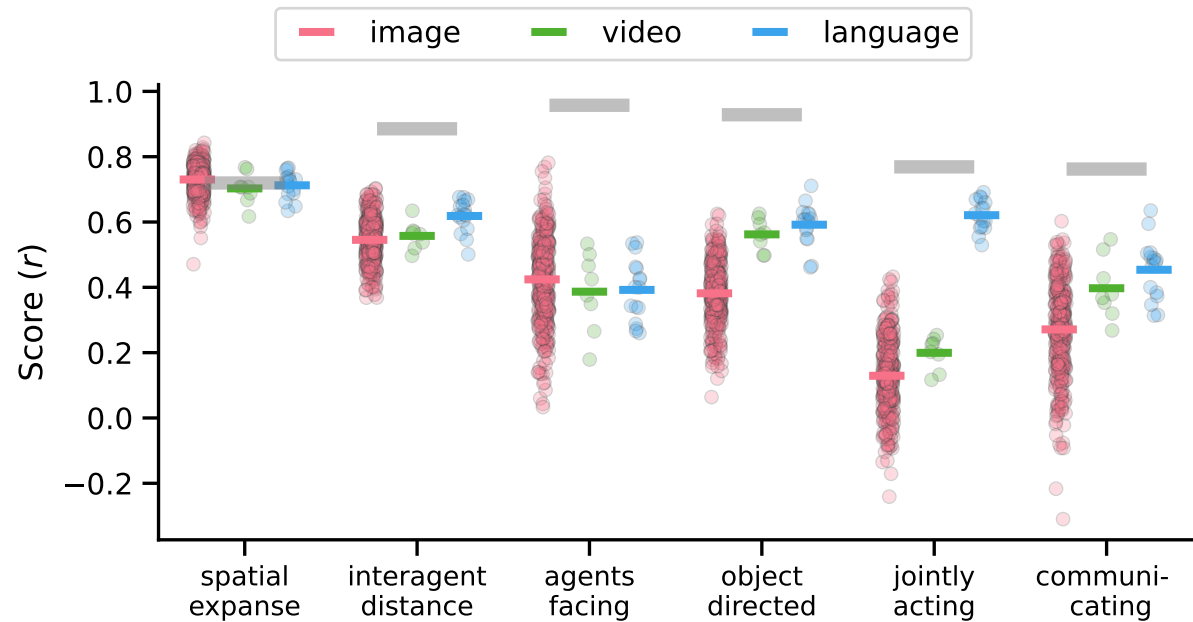 image video language
Score (r)
1.0
0.8
0.6
0.4
0.2
0.0
−0.2
spatial
expanse
interagent
distance
agents
facing
object
directed
jointly
acting
communi-
cating